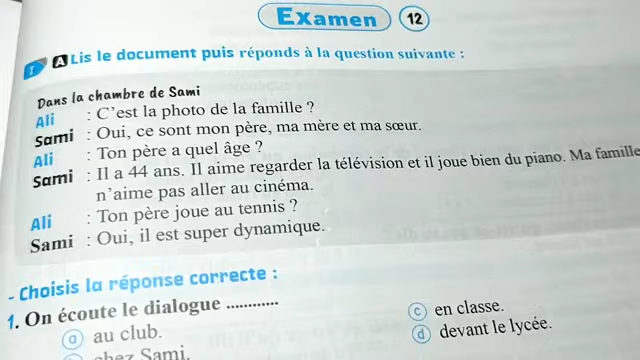 Examen 12
I A Lis le document puis réponds à la question suivante :
Dans la chambre de Sami
Ali : C'est la photo de la famille ?
Sami : Oui, ce sont mon père, ma mère et ma sœur.
Ali : Ton père a quel âge ?
Sami : Il a 44 ans. Il aime regarder la télévision et il joue bien du piano. Ma famille
n'aime pas aller au cinéma.
Ali : Ton père joue au tennis ?
Sami : Oui, il est super dynamique.
- Choisis la réponse correcte :
1. On écoute le dialogue ............
a au club.
c en classe.
chez Sami.
d devant le lycée.